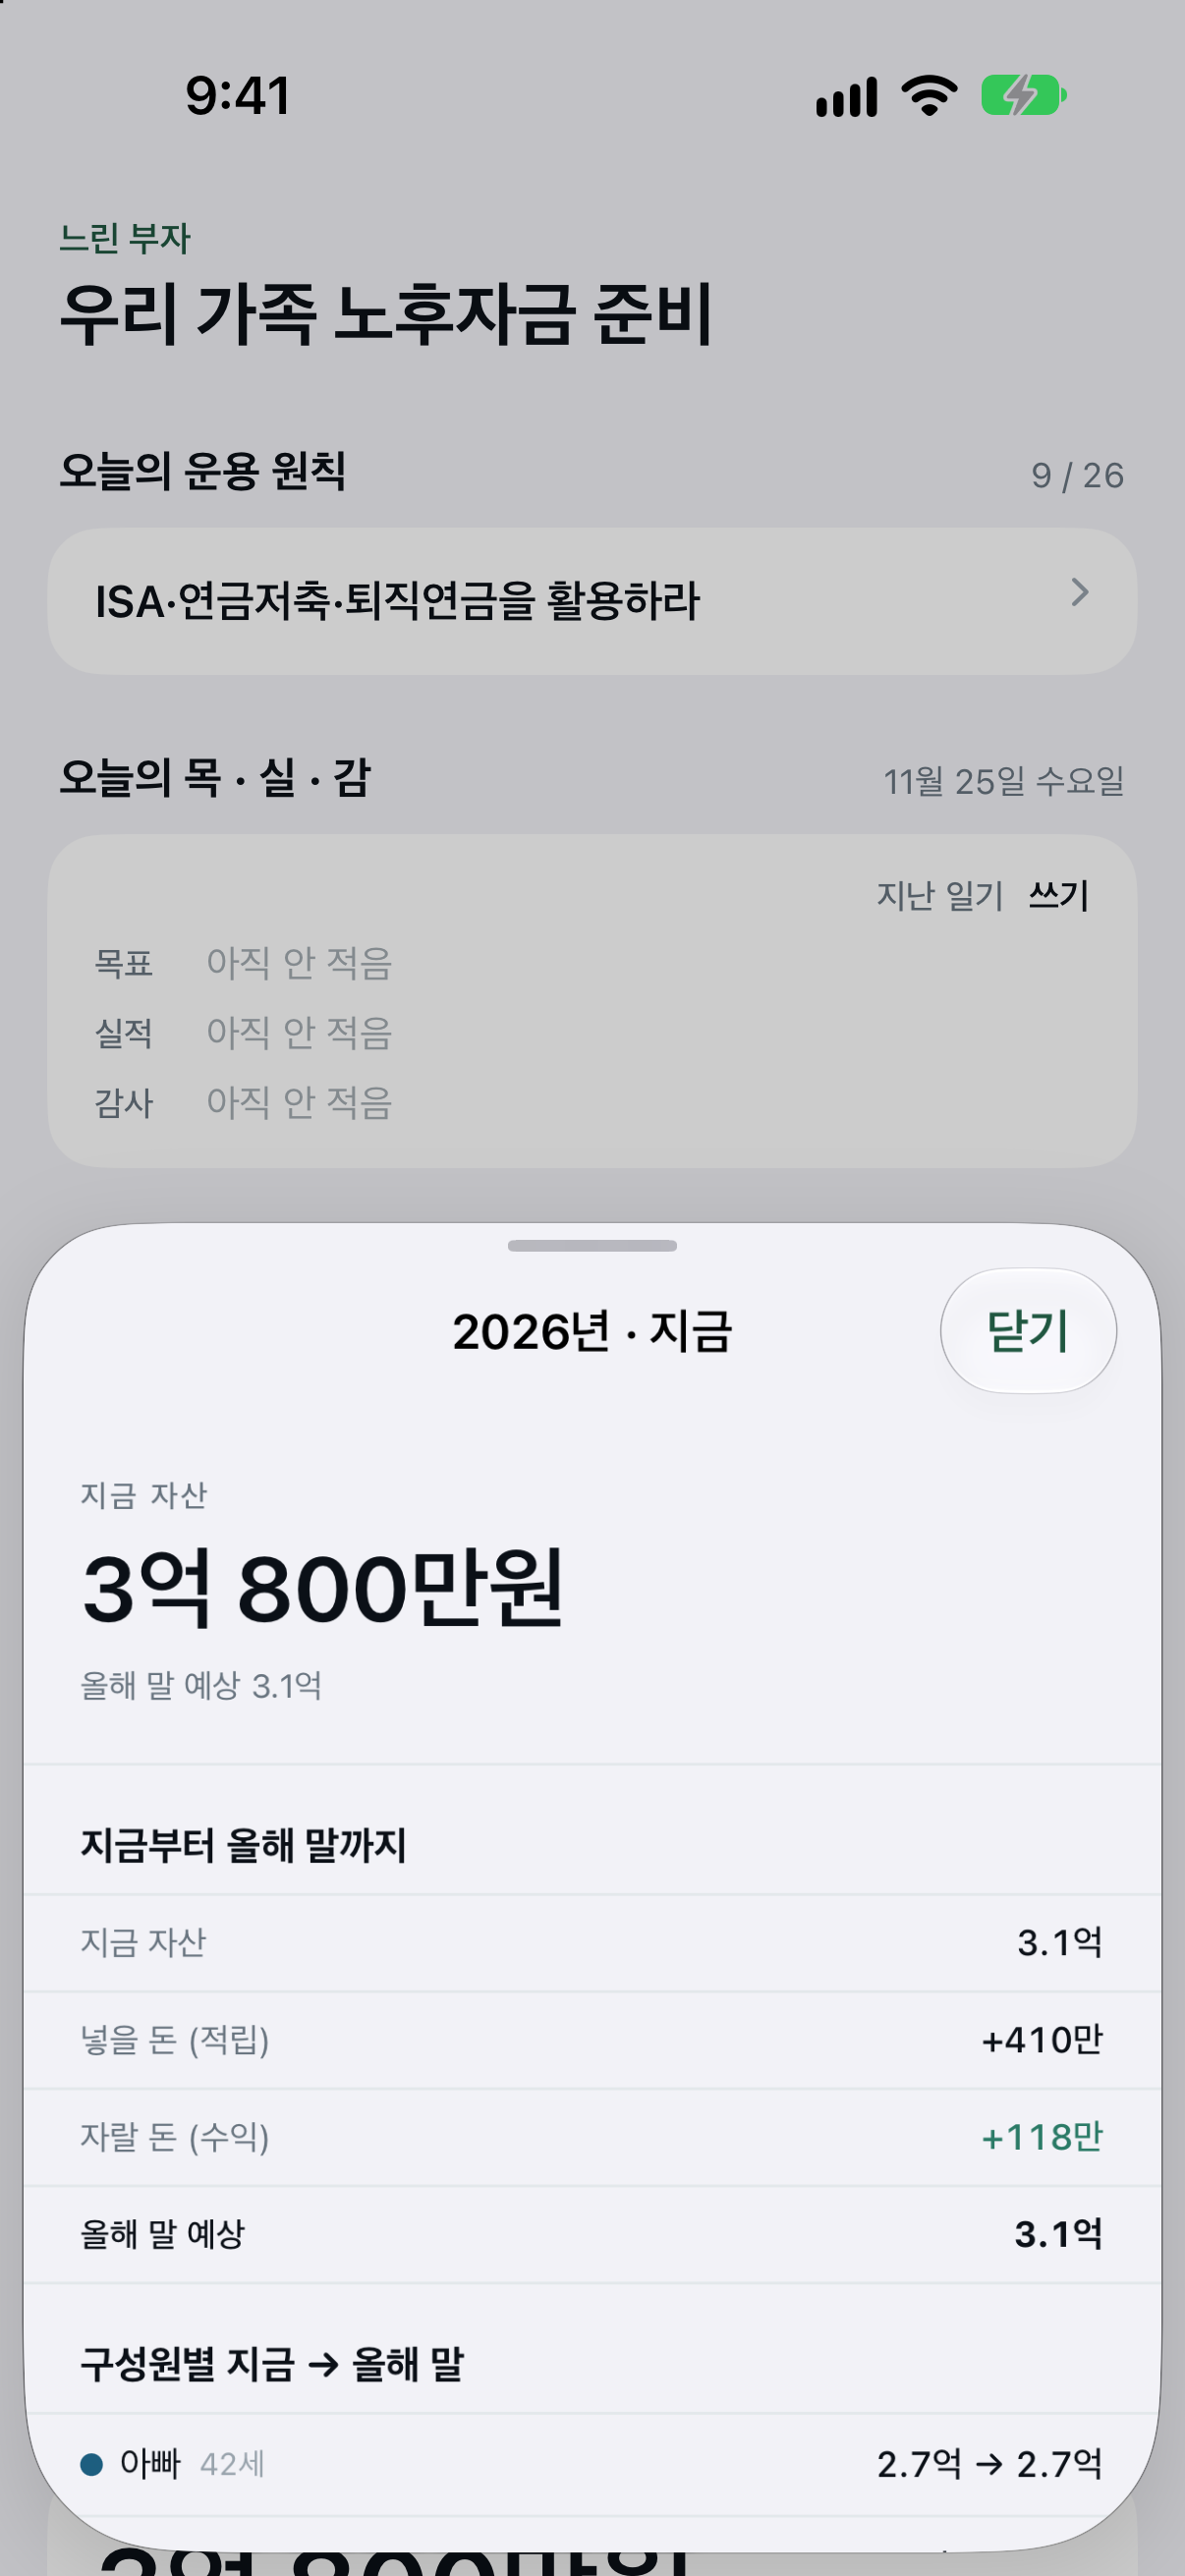 9:41
느린 부자
우리 가족 노후자금 준비
오늘의 운용 원칙 9 / 26
ISA·연금저축·퇴직연금을 활용하라
오늘의 목 · 실 · 감 11월 25일 수요일
지난 일기 쓰기
목표 아직 안 적음
실적 아직 안 적음
감사 아직 안 적음
2026년 · 지금 닫기
지금 자산
3억 800만원
올해 말 예상 3.1억
지금부터 올해 말까지
지금 자산 3.1억
넣을 돈 (적립) +410만
자랄 돈 (수익) +118만
올해 말 예상 3.1억
구성원별 지금 → 올해 말
아빠 42세 2.7억 → 2.7억
3억 800만원